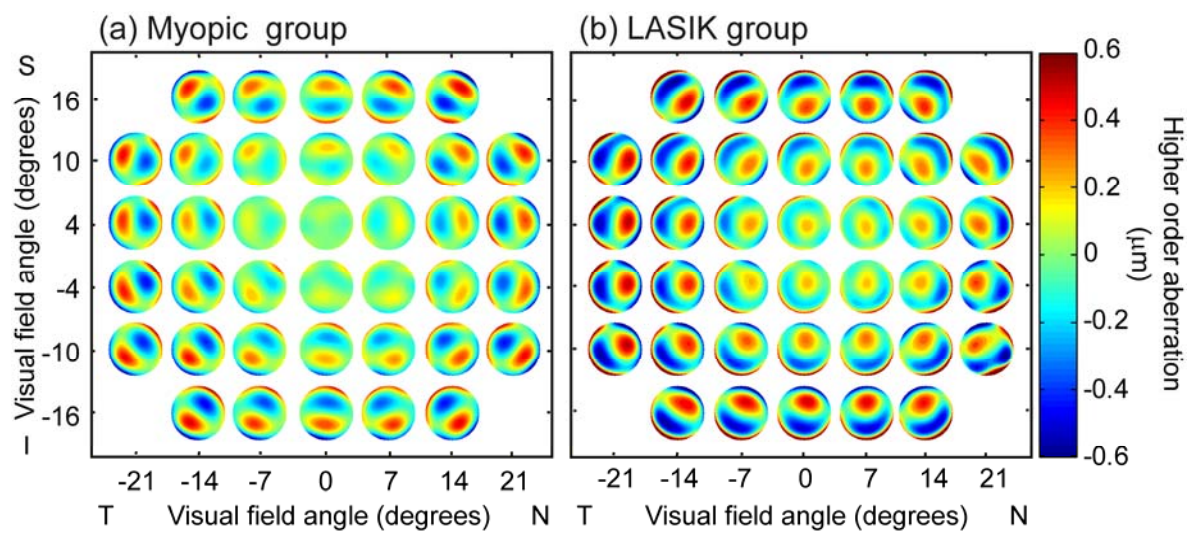 (a) Myopic group
(b) LASIK group
S
Visual field angle (degrees)
I
16
10
4
-4
-10
-16
-21 -14 -7 0 7 14 21
-21 -14 -7 0 7 14 21
T Visual field angle (degrees) N
T Visual field angle (degrees) N
0.6
0.4
0.2
0
-0.2
-0.4
-0.6
Higher order aberration
(μm)